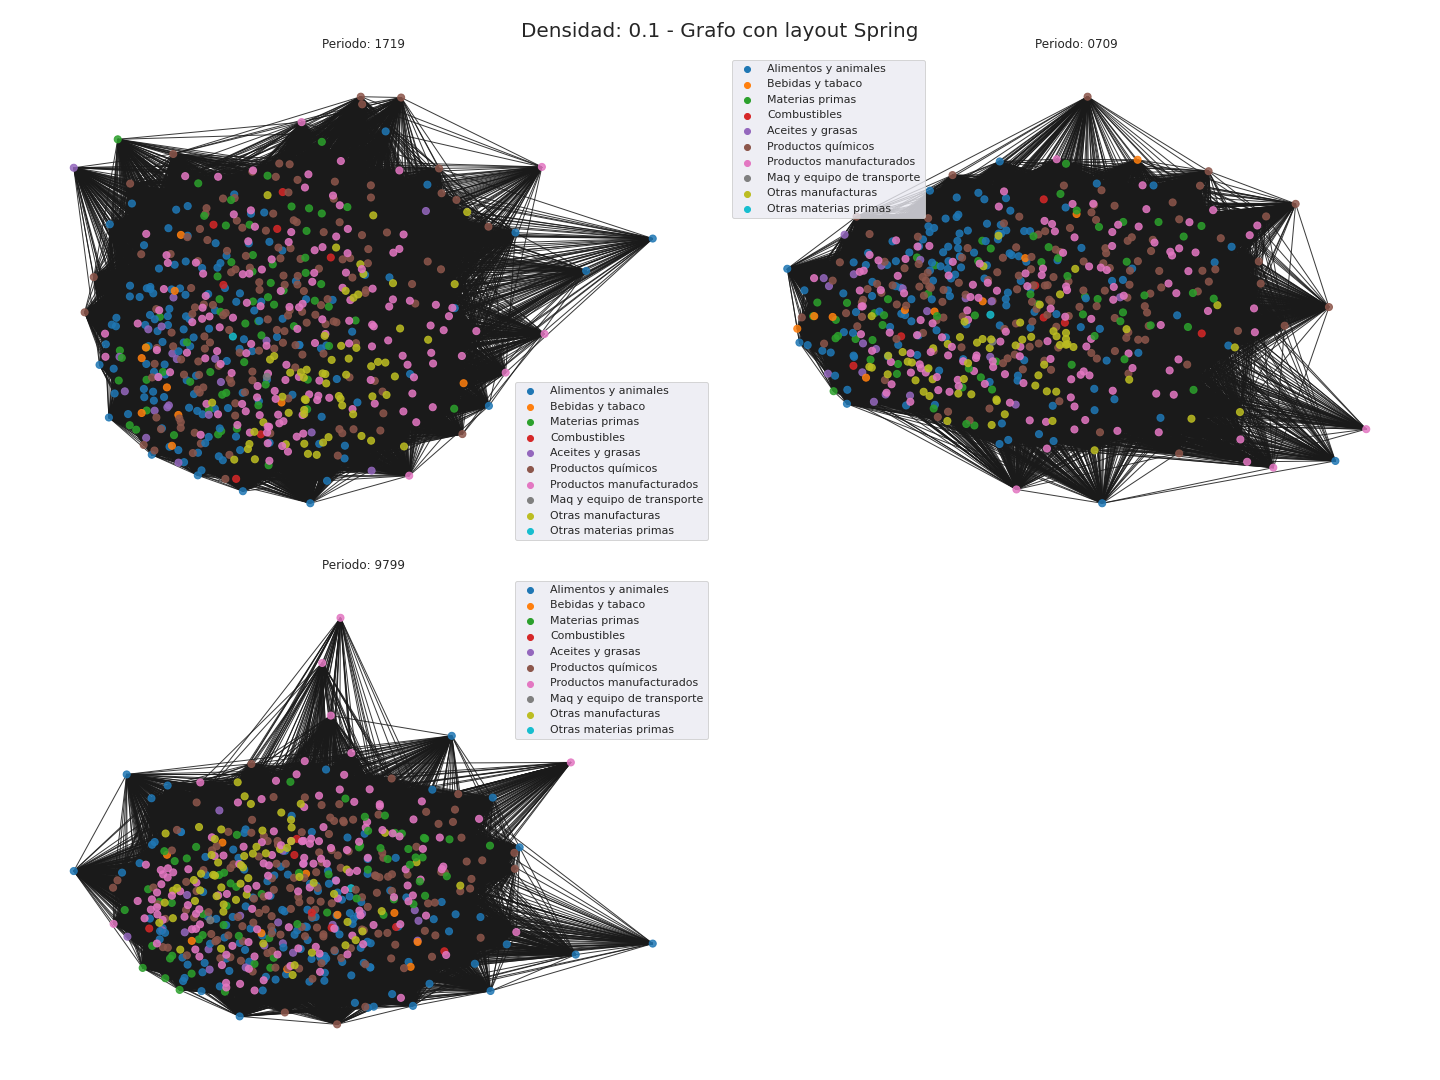 Densidad: 0.1 - Grafo con layout Spring
Periodo: 1719
Alimentos y animales
Bebidas y tabaco
Materias primas
Combustibles
Aceites y grasas
Productos químicos
Productos manufacturados
Maq y equipo de transporte
Otras manufacturas
Otras materias primas
Periodo: 0709
Alimentos y animales
Bebidas y tabaco
Materias primas
Combustibles
Aceites y grasas
Productos químicos
Productos manufacturados
Maq y equipo de transporte
Otras manufacturas
Otras materias primas
Periodo: 9799
Alimentos y animales
Bebidas y tabaco
Materias primas
Combustibles
Aceites y grasas
Productos químicos
Productos manufacturados
Maq y equipo de transporte
Otras manufacturas
Otras materias primas